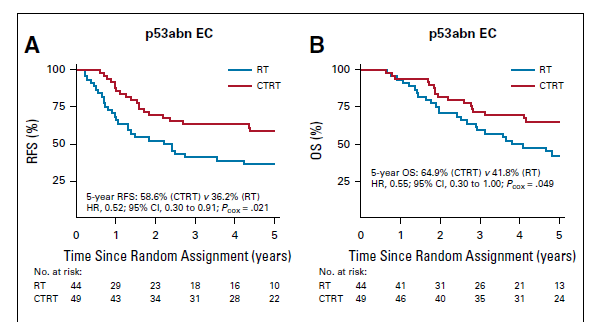 A
p53abn EC
RFS (%)
100
75
50
25
RT
CTRT
5-year RFS: 58.6% (CTRT) v 36.2% (RT)
HR, 0.52; 95% CI, 0.30 to 0.91; Pcox = .021
0 1 2 3 4 5
Time Since Random Assignment (years)
No. at risk:
RT 44 29 23 18 16 10
CTRT 49 43 34 31 28 22
B
p53abn EC
OS (%)
100
75
50
25
RT
CTRT
5-year OS: 64.9% (CTRT) v 41.8% (RT)
HR, 0.55; 95% CI, 0.30 to 1.00; Pcox = .049
0 1 2 3 4 5
Time Since Random Assignment (years)
No. at risk:
RT 44 41 31 26 21 13
CTRT 49 46 40 35 31 24